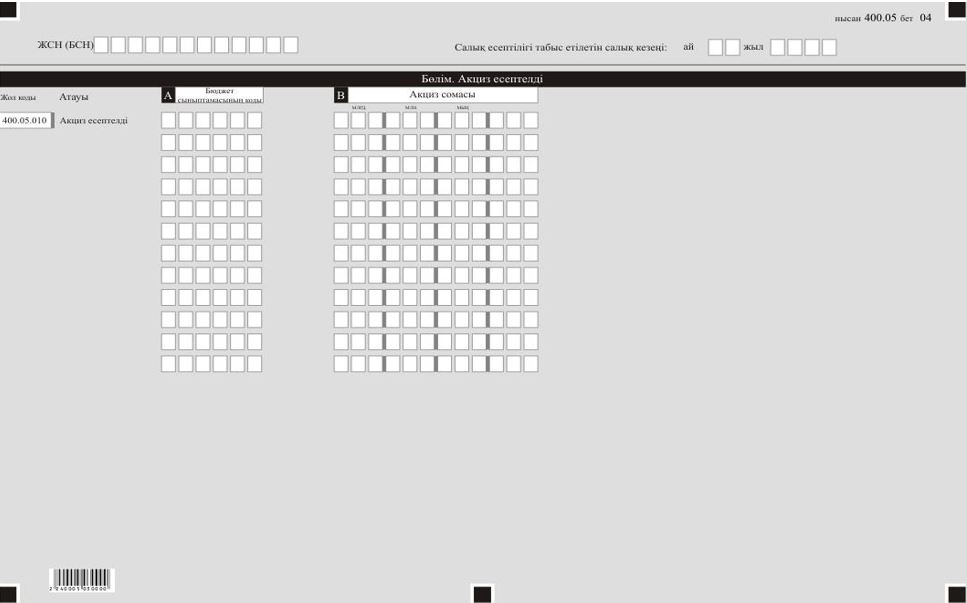 нысан 400.05 бет 04
ЖСН (БСН)
Салық есептілігі табыс етілетін салық кезеңі: ай жыл
Бөлім. Акциз есептелді
Жол коды Атауы A Бюджет сыныптамасының коды B Акциз сомасы
млрд млн мың
400.05.010 Акциз есептелді